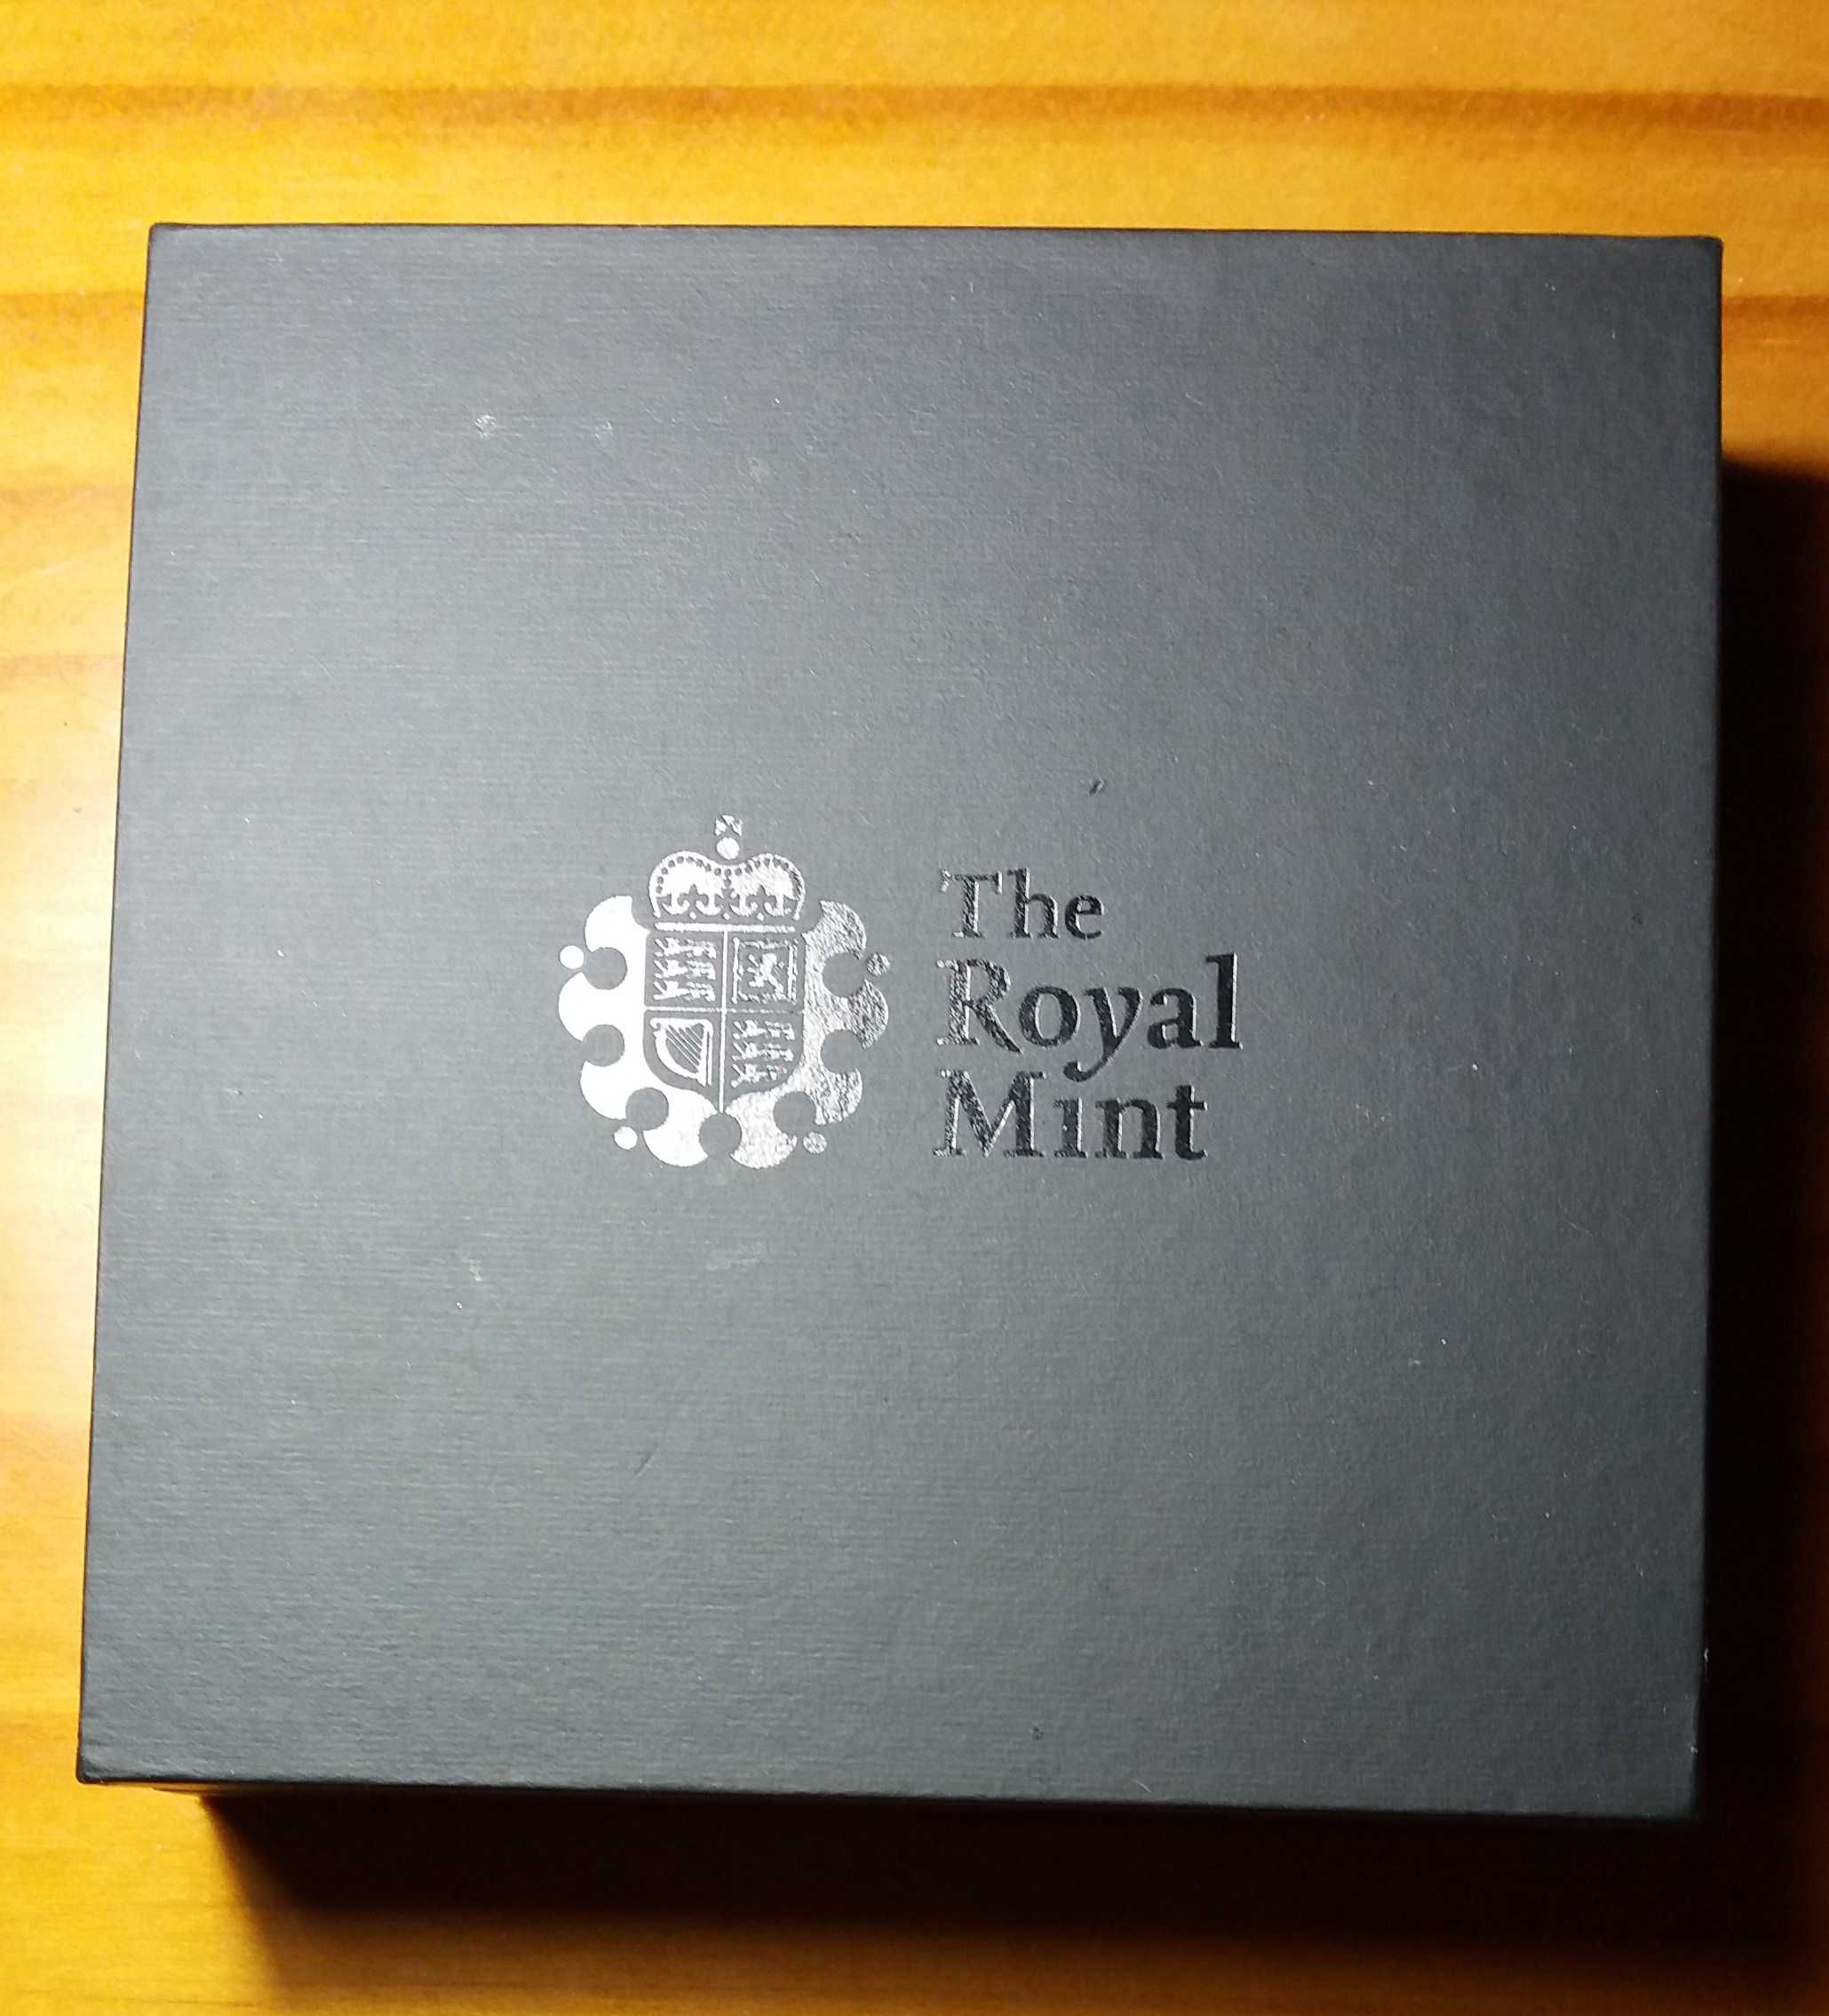 The
Royal
Mint